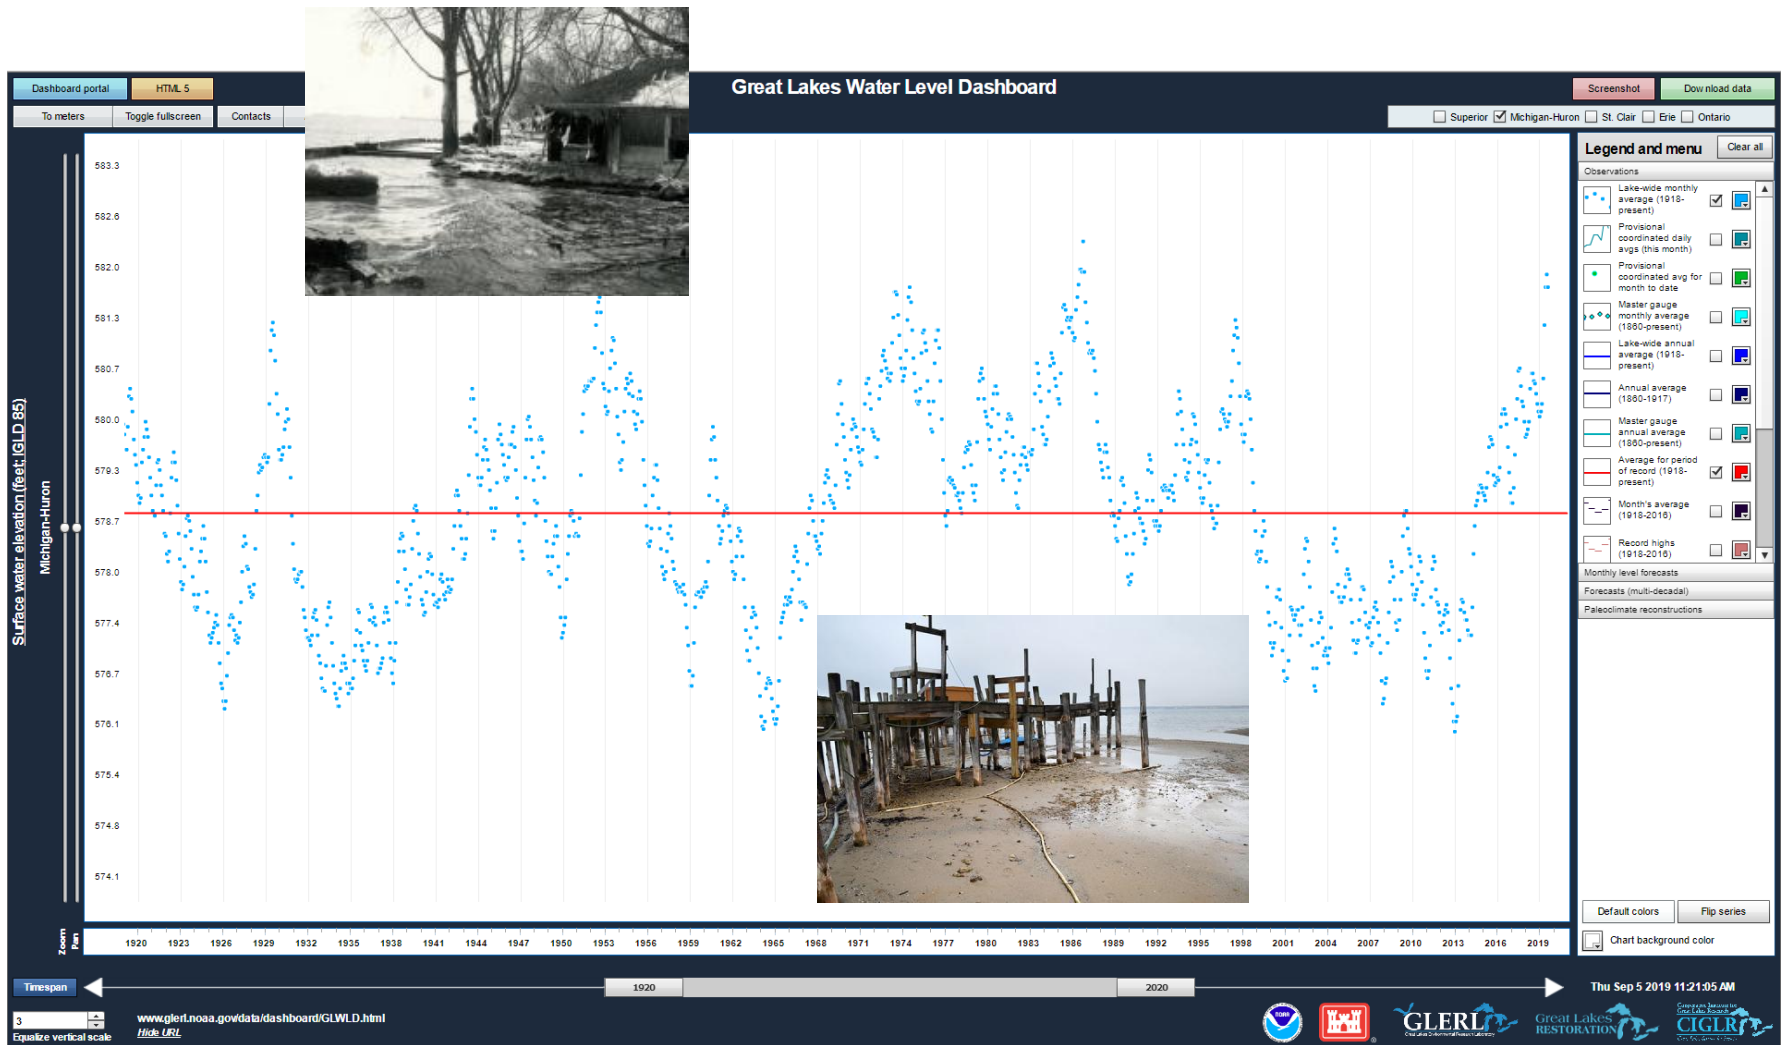 Great Lakes Water Level Dashboard
Dashboard portal
HTML 5
Screenshot
Download data
To meters
Toggle fullscreen
Contacts
Superior
Michigan-Huron
St. Clair
Erie
Ontario
Surface water elevation (feet; IGLD 85)
Michigan-Huron
583.3
582.6
582.0
581.3
580.7
580.0
579.3
578.7
578.0
577.4
576.7
576.1
575.4
574.8
574.1
Legend and menu
Clear all
Observations
Lake-wide monthly
average (1918-
present)
Provisional
coordinated daily
avgs (this month)
Provisional
coordinated avg for
month to date
Master gauge
monthly average
(1860-present)
Lake-wide annual
average (1918-
present)
Annual average
(1860-1917)
Master gauge
annual average
(1860-present)
Average for period
of record (1918-
present)
Month's average
(1918-2016)
Record highs
(1918-2016)
Monthly level forecasts
Forecasts (multi-decadal)
Paleoclimate reconstructions
Default colors
Flip series
Chart background color
Zoom
Pan
1920 1923 1926 1929 1932 1935 1938 1941 1944 1947 1950 1953 1956 1959 1962 1965 1968 1971 1974 1977 1980 1983 1986 1989 1992 1995 1998 2001 2004 2007 2010 2013 2016 2019
Timespan
1920
2020
Thu Sep 5 2019 11:21:05 AM
3
Equalize vertical scale
www.glerl.noaa.gov/data/dashboard/GLWLD.html
Hide URL
NOAA
GLERL
Great Lakes Environmental Research Laboratory
Great Lakes
RESTORATION
CIGLR